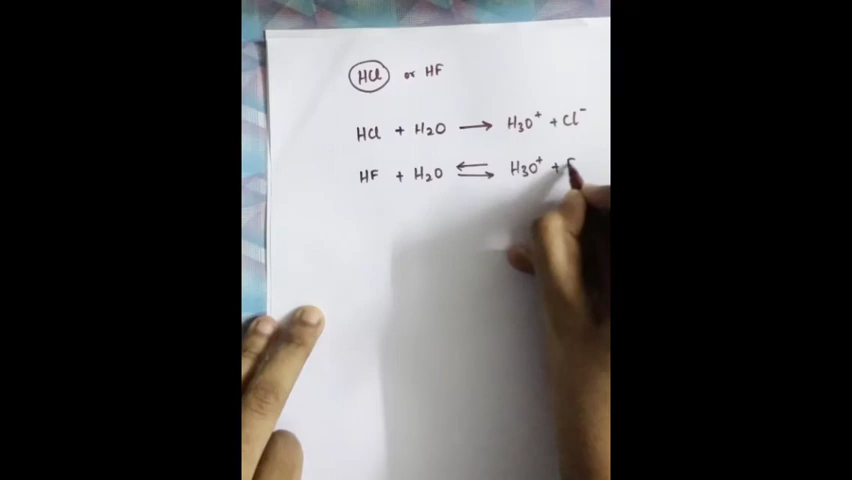 HCl or HF
HCl + H2O ⟶ H3O⁺ + Cl⁻
HF + H2O ⇌ H3O⁺ +